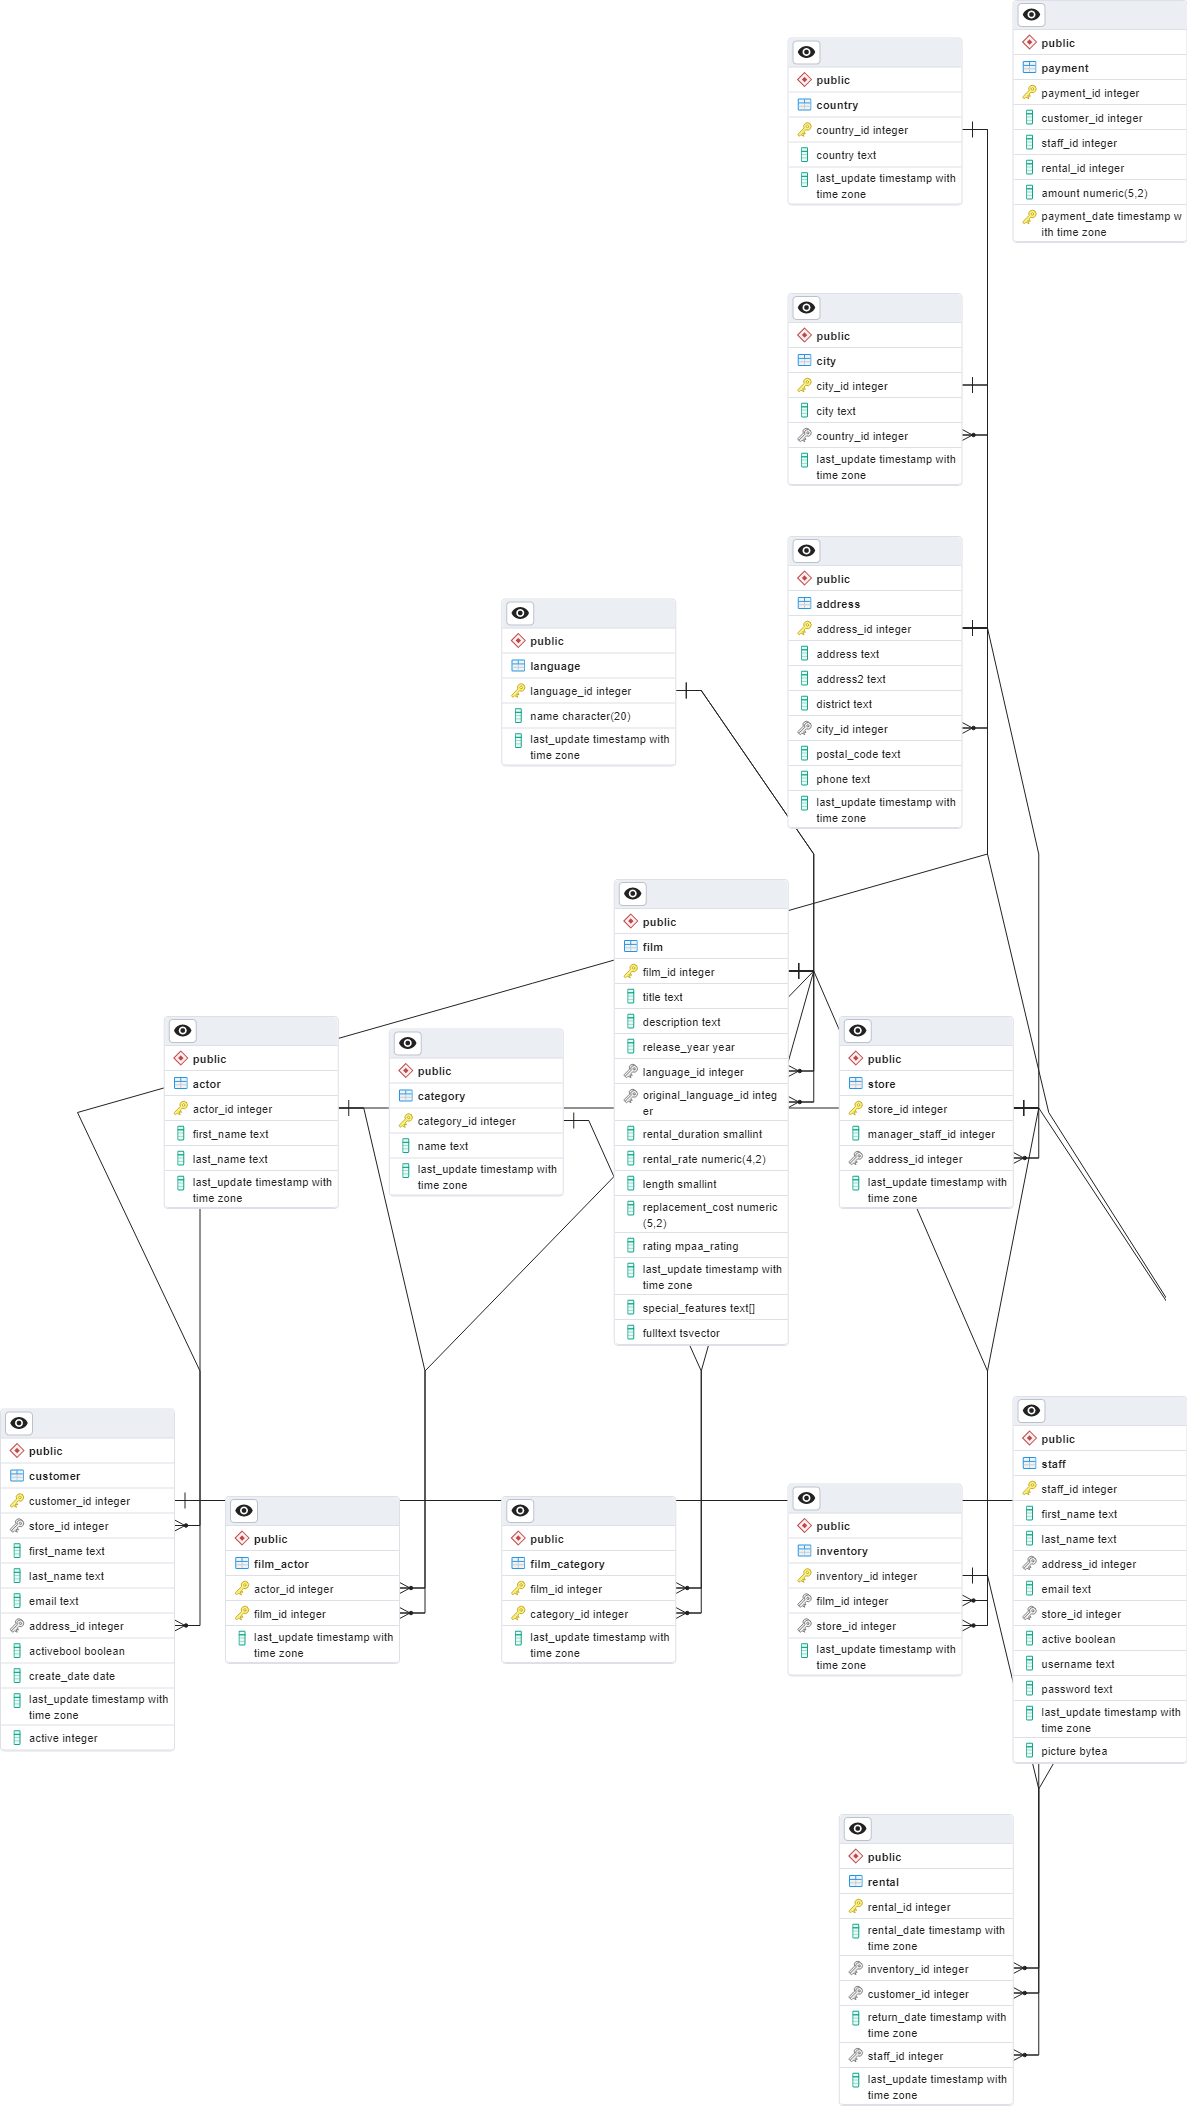 public
payment
payment_id integer
customer_id integer
staff_id integer
rental_id integer
amount numeric(5,2)
payment_date timestamp w
ith time zone
public
country
country_id integer
country text
last_update timestamp with
time zone
public
city
city_id integer
city text
country_id integer
last_update timestamp with
time zone
public
address
address_id integer
address text
address2 text
district text
city_id integer
postal_code text
phone text
last_update timestamp with
time zone
public
language
language_id integer
name character(20)
last_update timestamp with
time zone
public
film
film_id integer
title text
description text
release_year year
language_id integer
original_language_id integ
er
rental_duration smallint
rental_rate numeric(4,2)
length smallint
replacement_cost numeric
(5,2)
rating mpaa_rating
last_update timestamp with
time zone
special_features text[]
fulltext tsvector
public
actor
actor_id integer
first_name text
last_name text
last_update timestamp with
time zone
public
category
category_id integer
name text
last_update timestamp with
time zone
public
store
store_id integer
manager_staff_id integer
address_id integer
last_update timestamp with
time zone
public
customer
customer_id integer
store_id integer
first_name text
last_name text
email text
address_id integer
activebool boolean
create_date date
last_update timestamp with
time zone
active integer
public
film_actor
actor_id integer
film_id integer
last_update timestamp with
time zone
public
film_category
film_id integer
category_id integer
last_update timestamp with
time zone
public
inventory
inventory_id integer
film_id integer
store_id integer
last_update timestamp with
time zone
public
staff
staff_id integer
first_name text
last_name text
address_id integer
email text
store_id integer
active boolean
username text
password text
last_update timestamp with
time zone
picture bytea
public
rental
rental_id integer
rental_date timestamp with
time zone
inventory_id integer
customer_id integer
return_date timestamp with
time zone
staff_id integer
last_update timestamp with
time zone